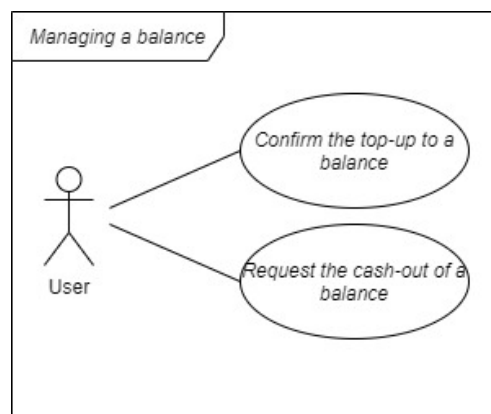 Managing a balance
Confirm the top-up to a
balance
User
Request the cash-out of a
balance